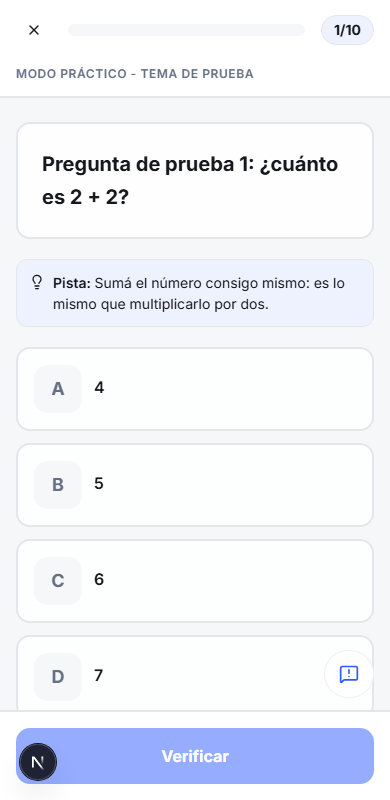 1/10
MODO PRÁCTICO - TEMA DE PRUEBA
Pregunta de prueba 1: ¿cuánto
es 2 + 2?
Pista: Sumá el número consigo mismo: es lo
mismo que multiplicarlo por dos.
A 4
B 5
C 6
D 7
N Verificar